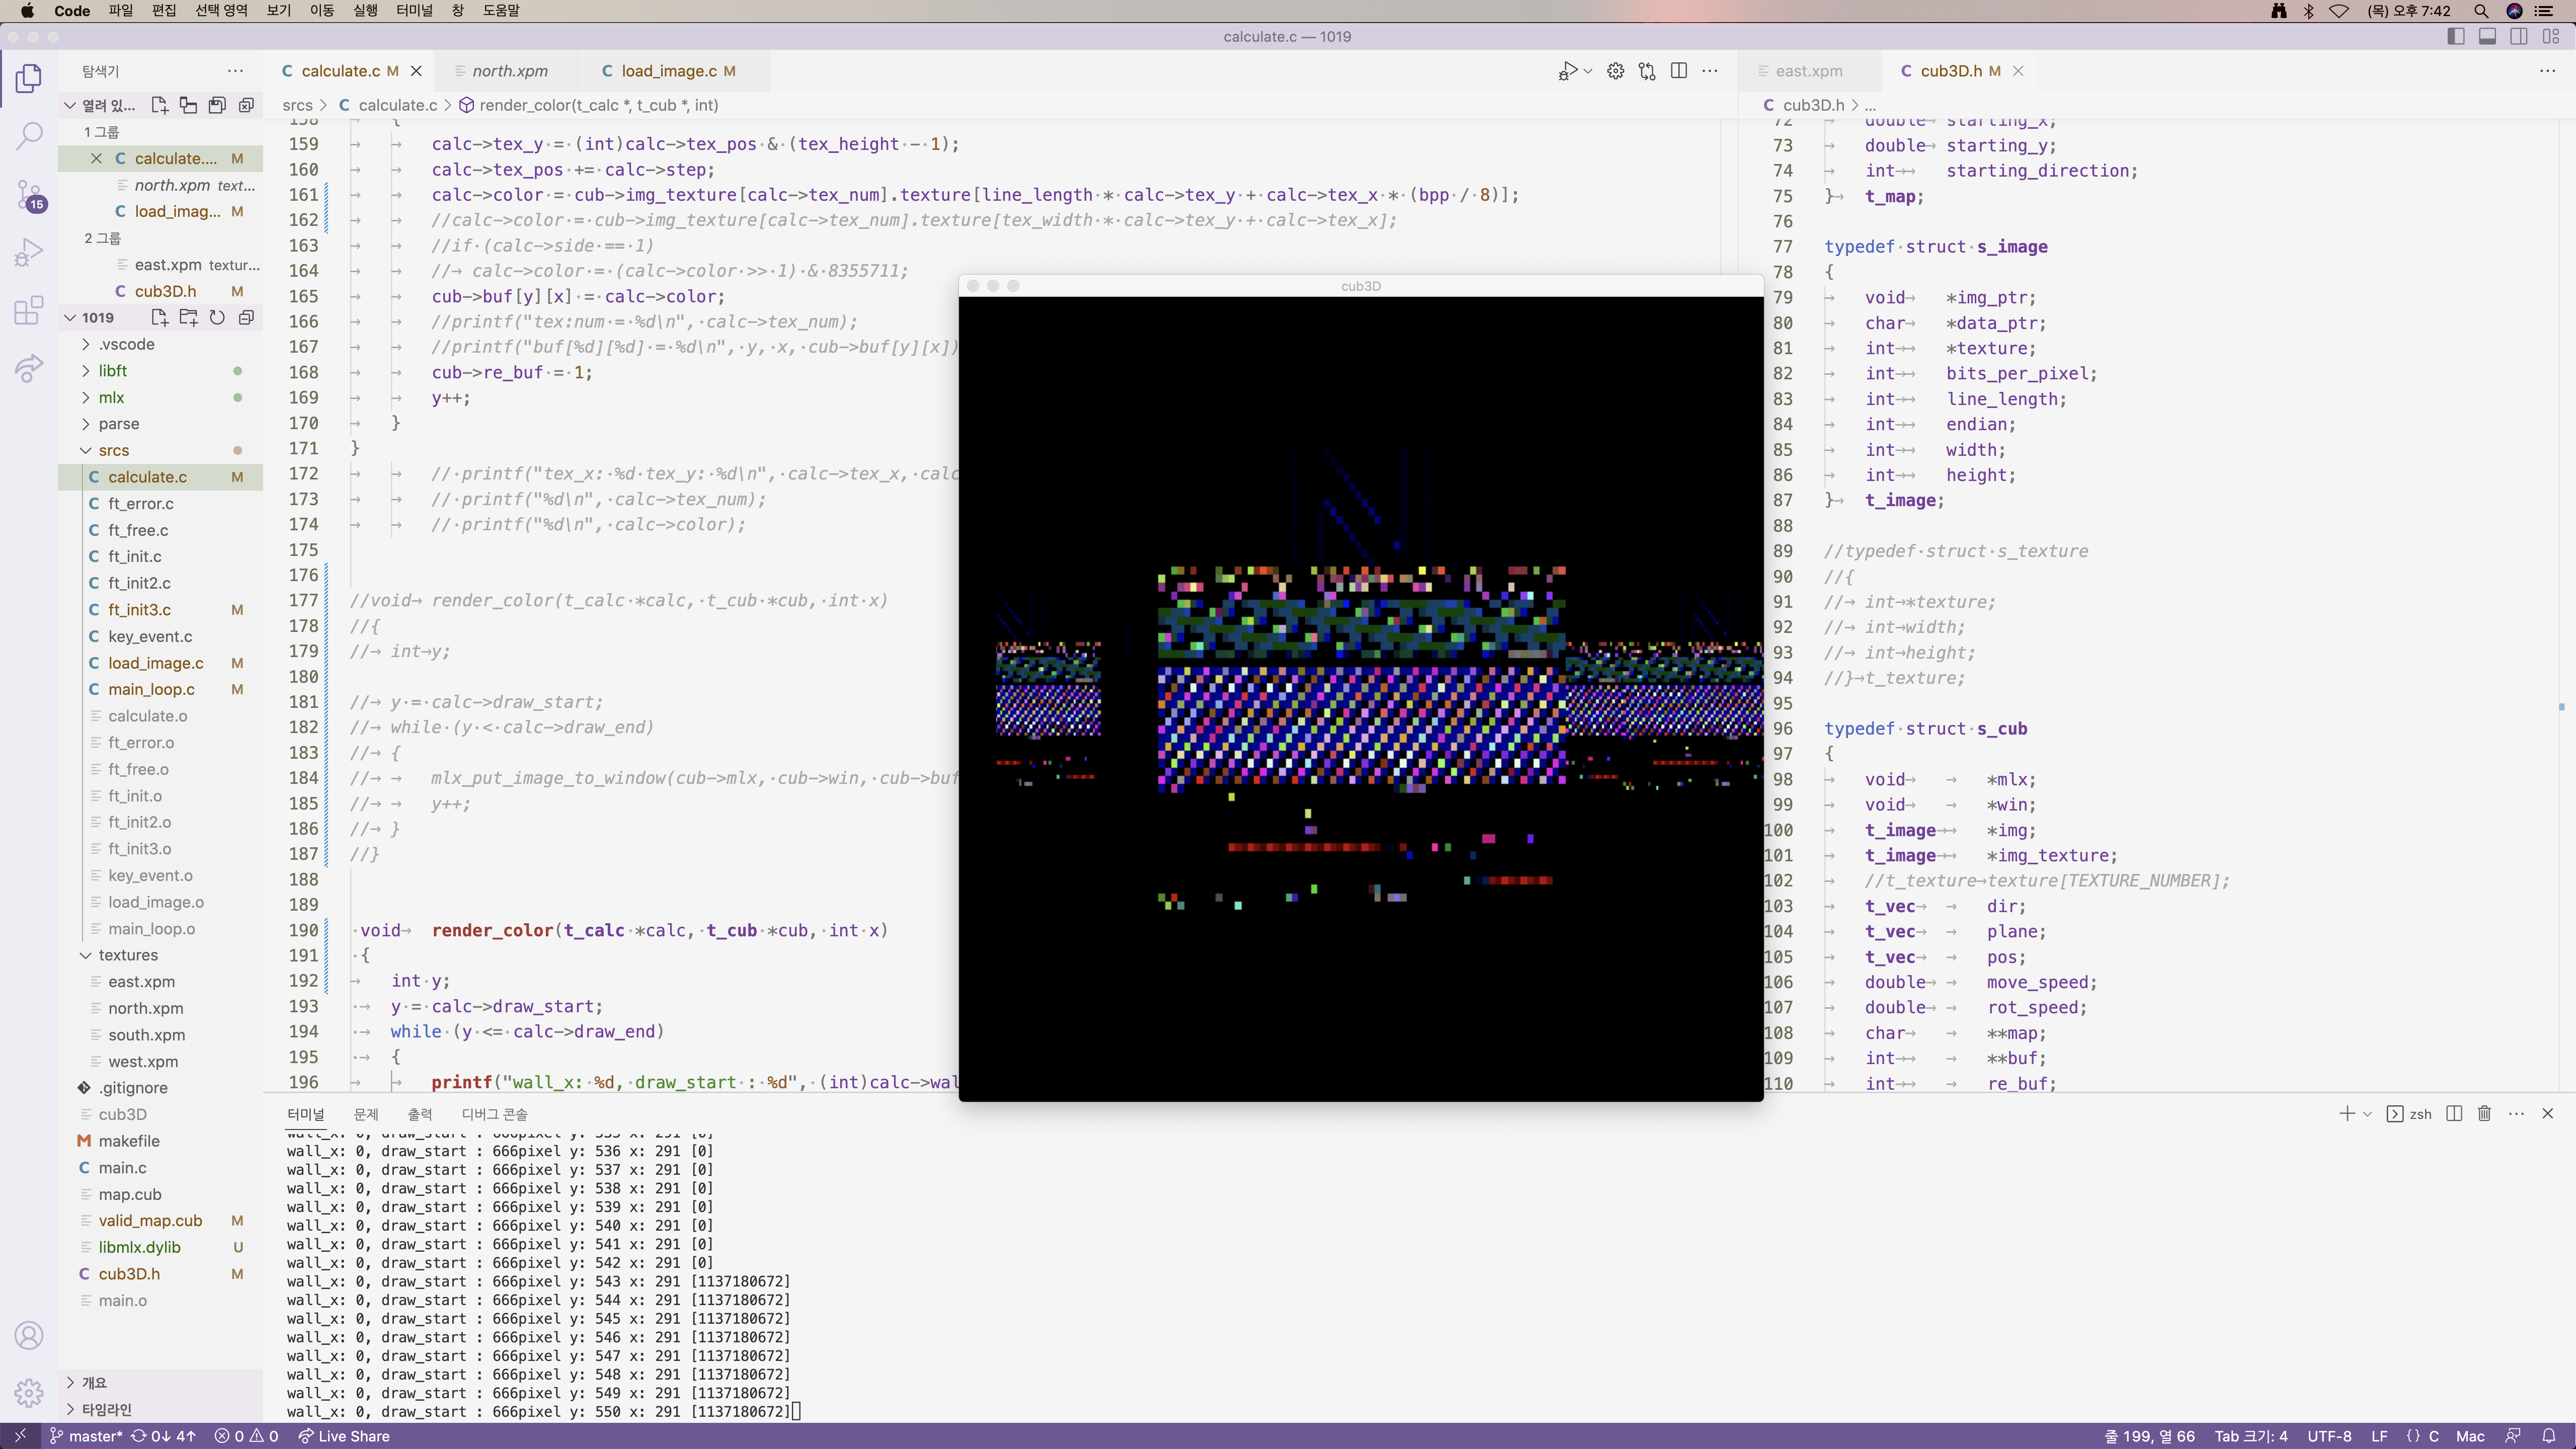 Code 파일 편집 선택 영역 보기 이동 실행 터미널 창 도움말
(목) 오후 7:42
calculate.c — 1019
탐색기
열려 있...
1 그룹
calculate.... M
north.xpm text...
load_imag... M
2 그룹
east.xpm textur...
cub3D.h M
1019
.vscode
libft
mlx
parse
srcs
calculate.c M
ft_error.c
ft_free.c
ft_init.c
ft_init2.c
ft_init3.c M
key_event.c
load_image.c M
main_loop.c M
calculate.o
ft_error.o
ft_free.o
ft_init.o
ft_init2.o
ft_init3.o
key_event.o
load_image.o
main_loop.o
textures
east.xpm
north.xpm
south.xpm
west.xpm
.gitignore
cub3D
makefile
main.c
map.cub
valid_map.cub M
libmlx.dylib U
cub3D.h M
main.o
개요
타임라인
15
calculate.c M north.xpm load_image.c M
srcs > calculate.c > render_color(t_calc *, t_cub *, int)
158 {
159 calc->tex_y = (int)calc->tex_pos & (tex_height - 1);
160 calc->tex_pos += calc->step;
161 calc->color = cub->img_texture[calc->tex_num].texture[line_length * calc->tex_y + calc->tex_x * (bpp / 8)];
162 //calc->color = cub->img_texture[calc->tex_num].texture[tex_width * calc->tex_y + calc->tex_x];
163 //if (calc->side == 1)
164 // calc->color = (calc->color >> 1) & 8355711;
165 cub->buf[y][x] = calc->color;
166 //printf("tex:num = %d\n", calc->tex_num);
167 //printf("buf[%d][%d] = %d\n", y, x, cub->buf[y][x])
168 cub->re_buf = 1;
169 y++;
170 }
171 }
172 // printf("tex_x: %d tex_y: %d\n", calc->tex_x, calc
173 // printf("%d\n", calc->tex_num);
174 // printf("%d\n", calc->color);
175
176
177 //void render_color(t_calc *calc, t_cub *cub, int x)
178 //{
179 // int y;
180
181 // y = calc->draw_start;
182 // while (y < calc->draw_end)
183 // {
184 // mlx_put_image_to_window(cub->mlx, cub->win, cub->buf
185 // y++;
186 // }
187 //}
188
189
190 void render_color(t_calc *calc, t_cub *cub, int x)
191 {
192 int y;
193 y = calc->draw_start;
194 while (y <= calc->draw_end)
195 {
196 printf("wall_x: %d, draw_start : %d", (int)calc->wal
cub3D
east.xpm cub3D.h M
cub3D.h > ...
72 double starting_x;
73 double starting_y;
74 int starting_direction;
75 } t_map;
76
77 typedef struct s_image
78 {
79 void *img_ptr;
80 char *data_ptr;
81 int *texture;
82 int bits_per_pixel;
83 int line_length;
84 int endian;
85 int width;
86 int height;
87 } t_image;
88
89 //typedef struct s_texture
90 //{
91 // int *texture;
92 // int width;
93 // int height;
94 //} t_texture;
95
96 typedef struct s_cub
97 {
98 void *mlx;
99 void *win;
100 t_image *img;
101 t_image *img_texture;
102 //t_texture texture[TEXTURE_NUMBER];
103 t_vec dir;
104 t_vec plane;
105 t_vec pos;
106 double move_speed;
107 double rot_speed;
108 char **map;
109 int **buf;
110 int re_buf;
터미널 문제 출력 디버그 콘솔
zsh
wall_x: 0, draw_start : 666pixel y: 535 x: 291 [0]
wall_x: 0, draw_start : 666pixel y: 536 x: 291 [0]
wall_x: 0, draw_start : 666pixel y: 537 x: 291 [0]
wall_x: 0, draw_start : 666pixel y: 538 x: 291 [0]
wall_x: 0, draw_start : 666pixel y: 539 x: 291 [0]
wall_x: 0, draw_start : 666pixel y: 540 x: 291 [0]
wall_x: 0, draw_start : 666pixel y: 541 x: 291 [0]
wall_x: 0, draw_start : 666pixel y: 542 x: 291 [0]
wall_x: 0, draw_start : 666pixel y: 543 x: 291 [1137180672]
wall_x: 0, draw_start : 666pixel y: 544 x: 291 [1137180672]
wall_x: 0, draw_start : 666pixel y: 545 x: 291 [1137180672]
wall_x: 0, draw_start : 666pixel y: 546 x: 291 [1137180672]
wall_x: 0, draw_start : 666pixel y: 547 x: 291 [1137180672]
wall_x: 0, draw_start : 666pixel y: 548 x: 291 [1137180672]
wall_x: 0, draw_start : 666pixel y: 549 x: 291 [1137180672]
wall_x: 0, draw_start : 666pixel y: 550 x: 291 [1137180672]
master* 0↓ 4↑ 0 0 Live Share
줄 199, 열 66 Tab 크기: 4 UTF-8 LF {} C Mac